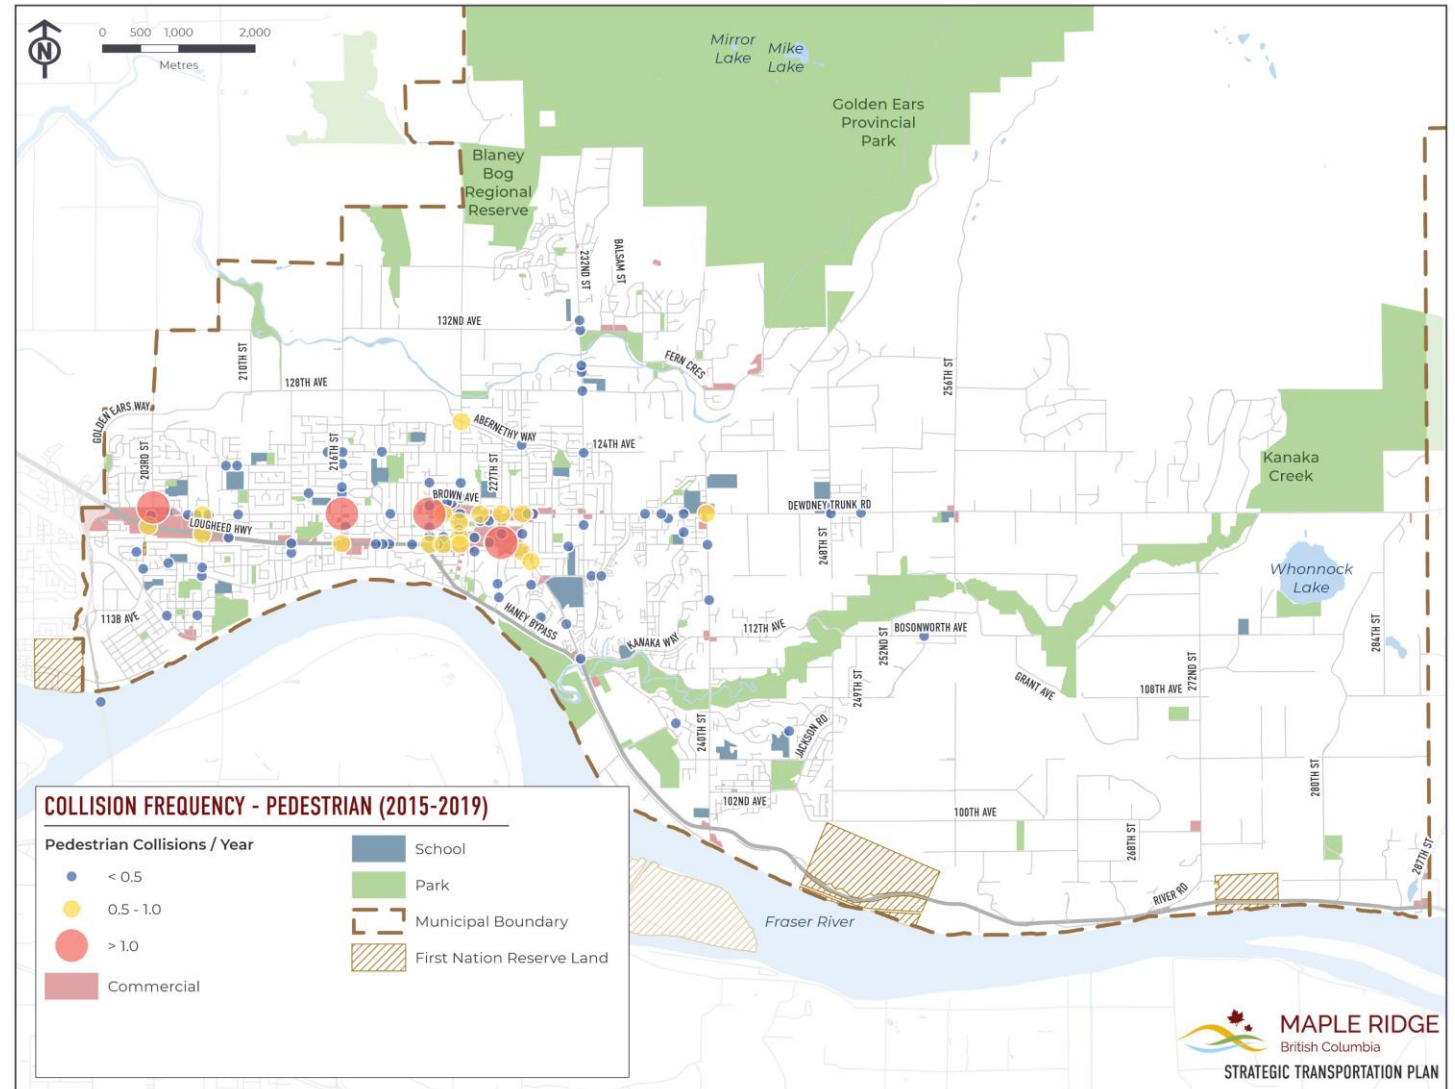 N
0 500 1,000 2,000
Metres
Mirror
Lake
Mike
Lake
Golden Ears
Provincial
Park
Blaney
Bog
Regional
Reserve
232ND ST
BALSAM ST
132ND AVE
FERN CRES
210TH ST
128TH AVE
256TH ST
GOLDEN EARS WAY
ABERNETHY WAY
124TH AVE
203RD ST
216TH ST
227TH ST
Kanaka
Creek
BROWN AVE
DEWDNEY TRUNK RD
LOUGHEED HWY
248TH ST
Whonnock
Lake
113B AVE
HANEY BYPASS
KANAKA WAY
112TH AVE
BOSONWORTH AVE
252ND ST
284TH ST
272ND ST
GRANT AVE
108TH AVE
249TH ST
240TH ST
JACKSON RD
280TH ST
102ND AVE
100TH AVE
268TH ST
287TH ST
RIVER RD
Fraser River
COLLISION FREQUENCY - PEDESTRIAN (2015-2019)
Pedestrian Collisions / Year
< 0.5
0.5 - 1.0
> 1.0
Commercial
School
Park
Municipal Boundary
First Nation Reserve Land
MAPLE RIDGE
British Columbia
STRATEGIC TRANSPORTATION PLAN